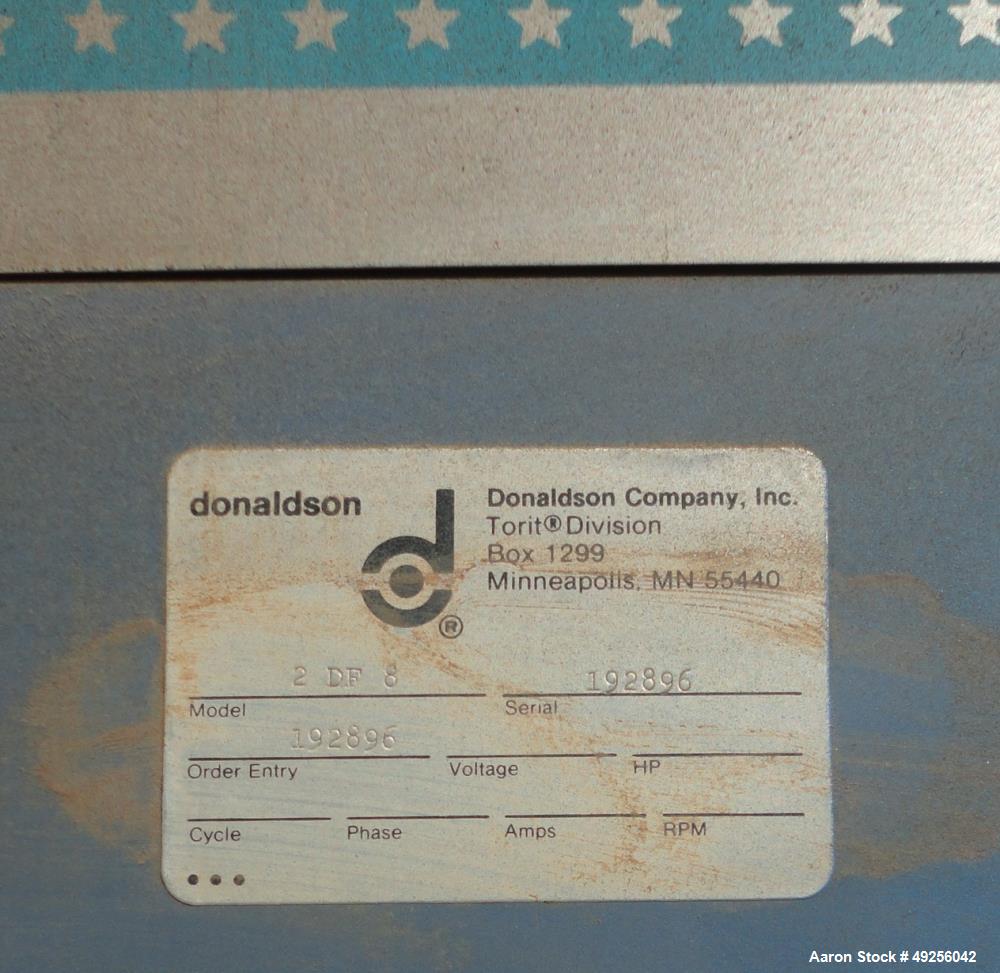 donaldson
Donaldson Company, Inc.
Torit® Division
Box 1299
Minneapolis, MN 55440
®
2 DF 8
192896
Model
Serial
192896
Order Entry
Voltage
HP
Cycle
Phase
Amps
RPM
Aaron Stock # 49256042